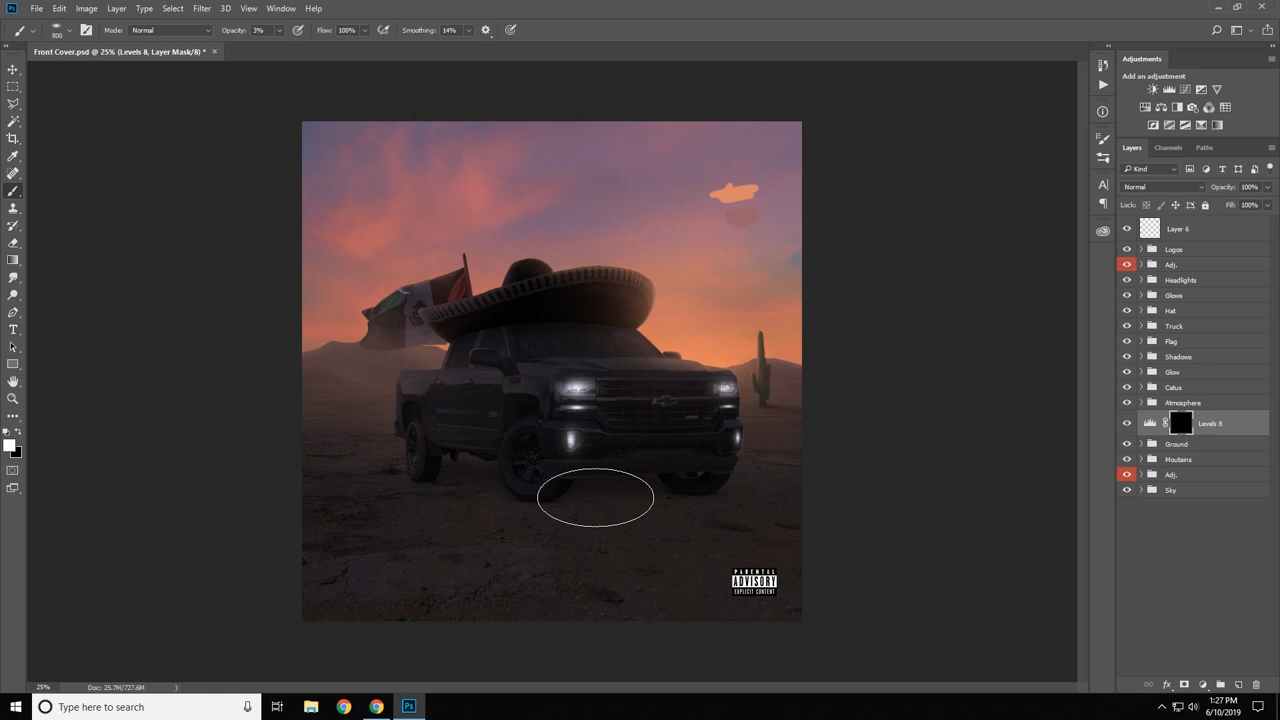 File Edit Image Layer Type Select Filter 3D View Window Help
800 Mode: Normal Opacity: 3% Flow: 100% Smoothing: 14%
Front Cover.psd @ 25% (Levels 8, Layer Mask/8) *
Adjustments
Add an adjustment
Layers Channels Paths
Kind
Normal Opacity: 100%
Lock: Fill: 100%
Layer 6
Logos
Adj.
Headlights
Glows
Hat
Truck
Flag
Shadows
Glow
Catus
Atmosphere
Levels 8
Ground
Moutains
Adj.
Sky
PARENTAL
ADVISORY
EXPLICIT CONTENT
25% Doc: 25.7M/727.6M
Type here to search
1:27 PM
6/10/2019